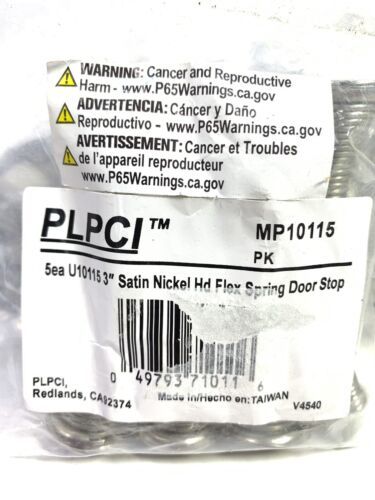 WARNING: Cancer and Reproductive
Harm - www.P65Warnings.ca.gov
ADVERTENCIA: Cáncer y Daño
Reproductivo - www.P65Warnings.ca.gov
AVERTISSEMENT: Cancer et Troubles
de l'appareil reproducteur
www.P65Warnings.ca.gov
PLPCI™ MP10115
PK
5ea U10115 3" Satin Nickel Hd Flex Spring Door Stop
0 49793 71011 6
PLPCI,
Redlands, CA 92374
Made in/Hecho en: TAIWAN
V4540